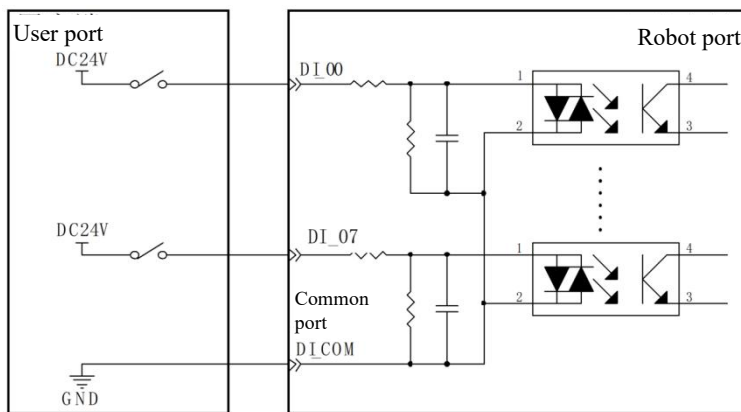 User port
Robot port
DC24V
DI_00
1
4
2
3
DC24V
DI_07
1
4
Common
port
2
3
DI_COM
GND